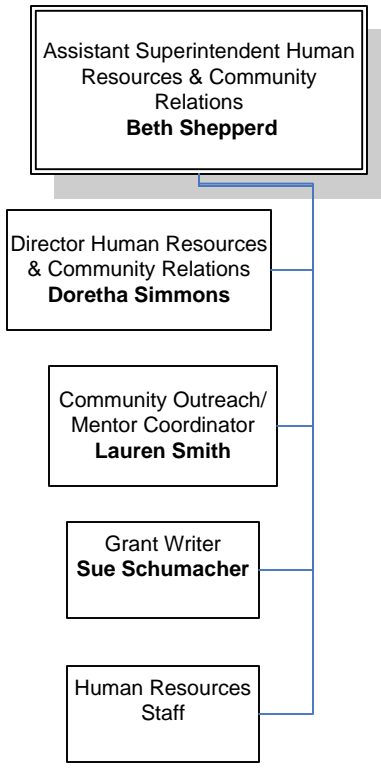 Assistant Superintendent Human
Resources & Community
Relations
Beth Shepperd
Director Human Resources
& Community Relations
Doretha Simmons
Community Outreach/
Mentor Coordinator
Lauren Smith
Grant Writer
Sue Schumacher
Human Resources
Staff